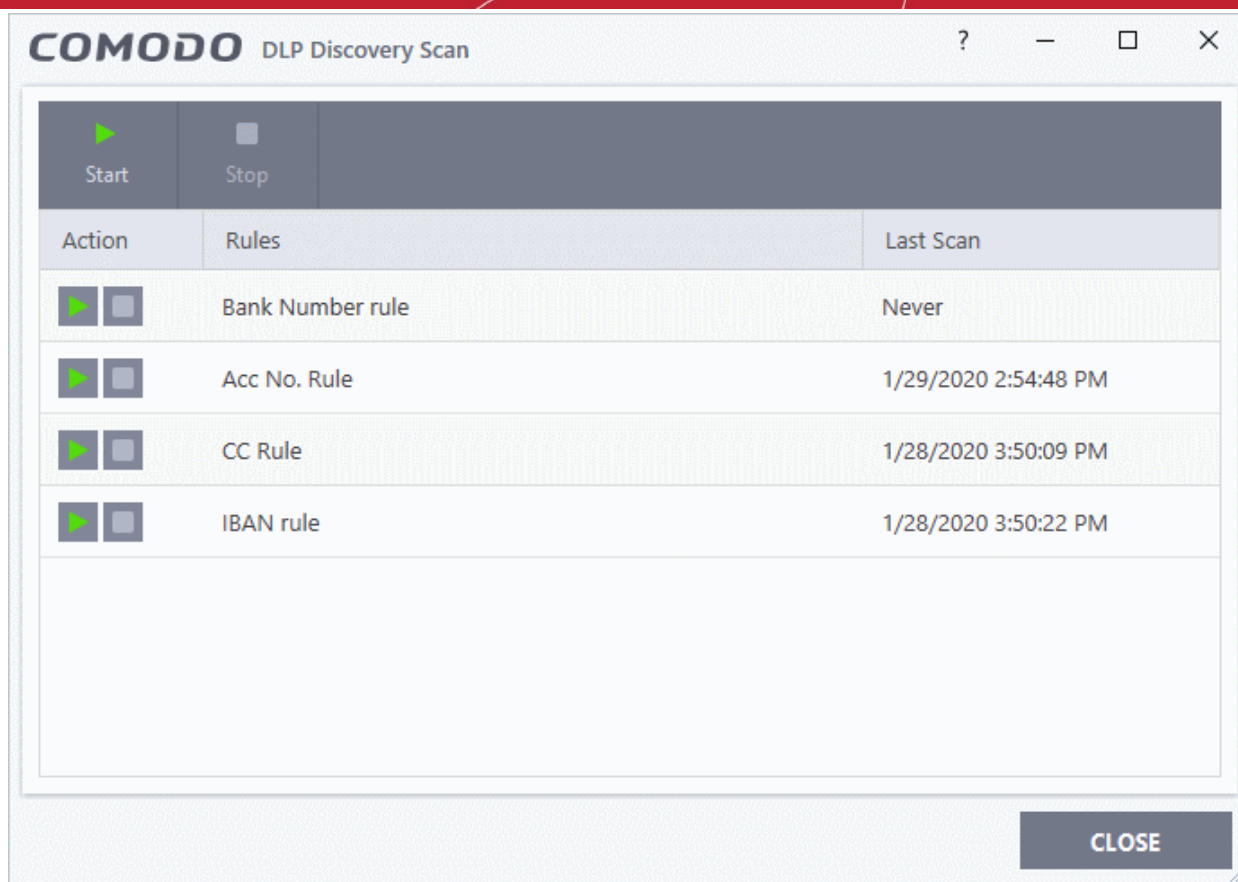 COMODO DLP Discovery Scan ?
Start Stop
Action Rules Last Scan
Bank Number rule Never
Acc No. Rule 1/29/2020 2:54:48 PM
CC Rule 1/28/2020 3:50:09 PM
IBAN rule 1/28/2020 3:50:22 PM
CLOSE